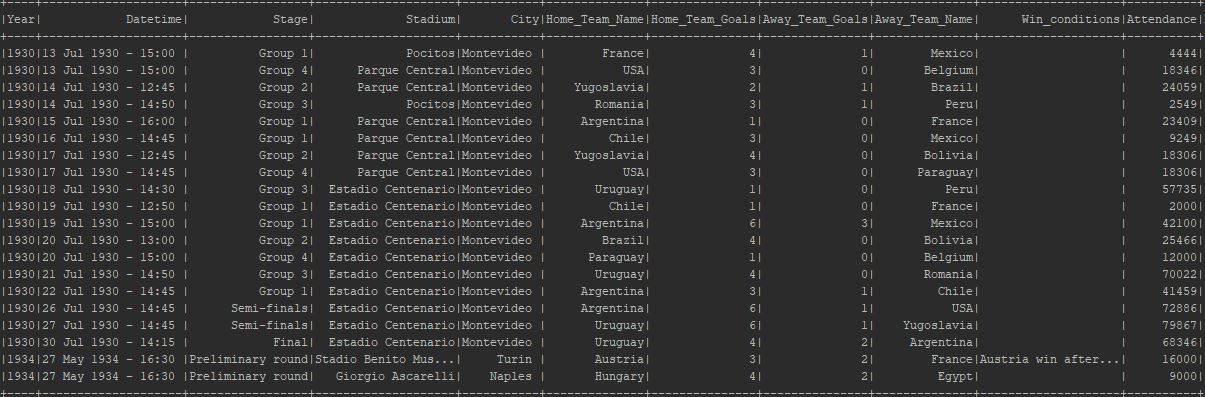 +----+--------------------+-----------------+------------------+-----------+--------------+---------------+---------------+--------------+--------------------+----------+
|Year|            Datetime|            Stage|           Stadium|       City|Home_Team_Name|Home_Team_Goals|Away_Team_Goals|Away_Team_Name|      Win_conditions|Attendance|
+----+--------------------+-----------------+------------------+-----------+--------------+---------------+---------------+--------------+--------------------+----------+
|1930|13 Jul 1930 - 15:00 |Group 1|Pocitos|Montevideo |France|4|1|Mexico| |4444|
|1930|13 Jul 1930 - 15:00 |Group 4|Parque Central|Montevideo |USA|3|0|Belgium| |18346|
|1930|14 Jul 1930 - 12:45 |Group 2|Parque Central|Montevideo |Yugoslavia|2|1|Brazil| |24059|
|1930|14 Jul 1930 - 14:50 |Group 3|Pocitos|Montevideo |Romania|3|1|Peru| |2549|
|1930|15 Jul 1930 - 16:00 |Group 1|Parque Central|Montevideo |Argentina|1|0|France| |23409|
|1930|16 Jul 1930 - 14:45 |Group 1|Parque Central|Montevideo |Chile|3|0|Mexico| |9249|
|1930|17 Jul 1930 - 12:45 |Group 2|Parque Central|Montevideo |Yugoslavia|4|0|Bolivia| |18306|
|1930|17 Jul 1930 - 14:45 |Group 4|Parque Central|Montevideo |USA|3|0|Paraguay| |18306|
|1930|18 Jul 1930 - 14:30 |Group 3|Estadio Centenario|Montevideo |Uruguay|1|0|Peru| |57735|
|1930|19 Jul 1930 - 12:50 |Group 1|Estadio Centenario|Montevideo |Chile|1|0|France| |2000|
|1930|19 Jul 1930 - 15:00 |Group 1|Estadio Centenario|Montevideo |Argentina|6|3|Mexico| |42100|
|1930|20 Jul 1930 - 13:00 |Group 2|Estadio Centenario|Montevideo |Brazil|4|0|Bolivia| |25466|
|1930|20 Jul 1930 - 15:00 |Group 4|Estadio Centenario|Montevideo |Paraguay|1|0|Belgium| |12000|
|1930|21 Jul 1930 - 14:50 |Group 3|Estadio Centenario|Montevideo |Uruguay|4|0|Romania| |70022|
|1930|22 Jul 1930 - 14:45 |Group 1|Estadio Centenario|Montevideo |Argentina|3|1|Chile| |41459|
|1930|26 Jul 1930 - 14:45 |Semi-finals|Estadio Centenario|Montevideo |Argentina|6|1|USA| |72886|
|1930|27 Jul 1930 - 14:45 |Semi-finals|Estadio Centenario|Montevideo |Uruguay|6|1|Yugoslavia| |79867|
|1930|30 Jul 1930 - 14:15 |Final|Estadio Centenario|Montevideo |Uruguay|4|2|Argentina| |68346|
|1934|27 May 1934 - 16:30 |Preliminary round|Stadio Benito Mus...|Turin |Austria|3|2|France|Austria win after...|16000|
|1934|27 May 1934 - 16:30 |Preliminary round|Giorgio Ascarelli|Naples |Hungary|4|2|Egypt| |9000|
+----+--------------------+-----------------+------------------+-----------+--------------+---------------+---------------+--------------+--------------------+----------+